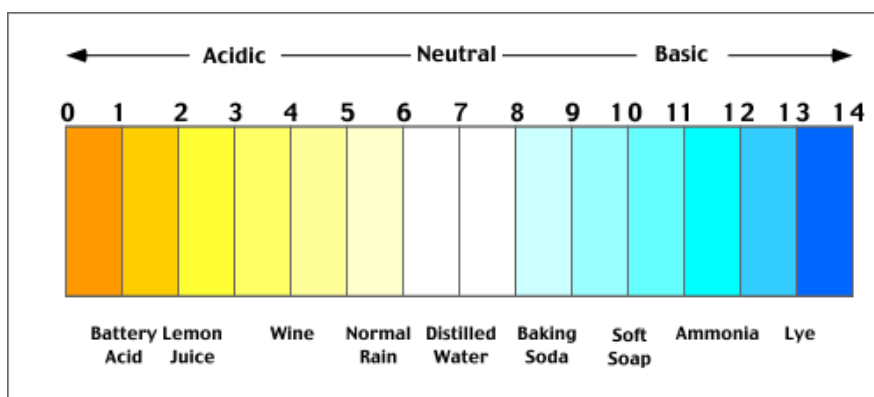 Acidic Neutral Basic
0 1 2 3 4 5 6 7 8 9 10 11 12 13 14
Battery Lemon Wine Normal Distilled Baking Soft Ammonia Lye
Acid Juice Rain Water Soda Soap